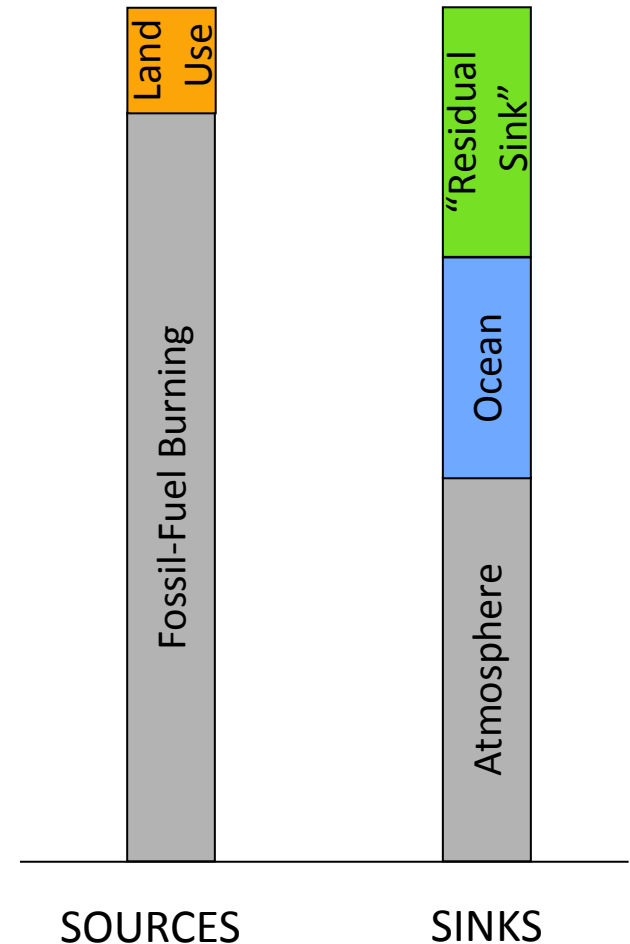 Land
Use
Fossil-Fuel Burning
“Residual
Sink”
Ocean
Atmosphere
SOURCES
SINKS